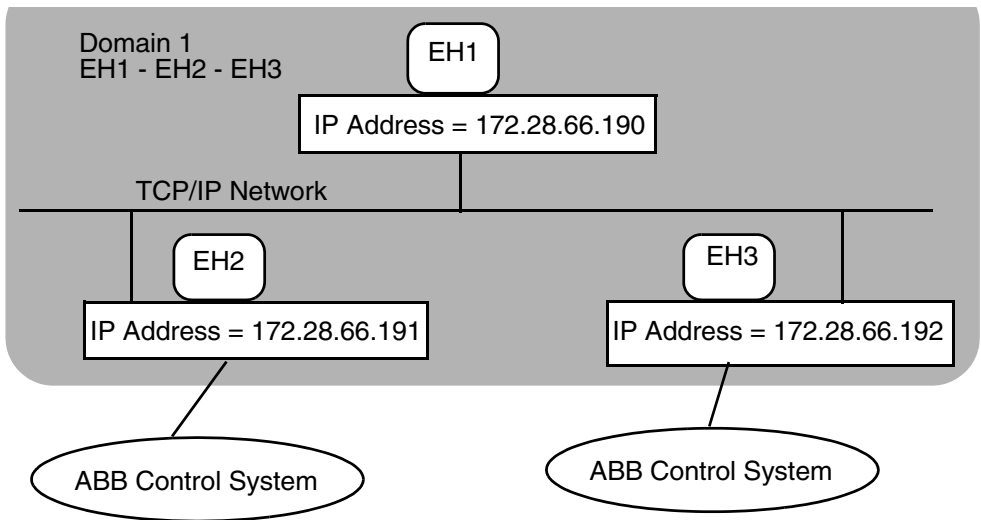 Domain 1
EH1 - EH2 - EH3
EH1
IP Address = 172.28.66.190
TCP/IP Network
EH2
EH3
IP Address = 172.28.66.191
IP Address = 172.28.66.192
ABB Control System
ABB Control System